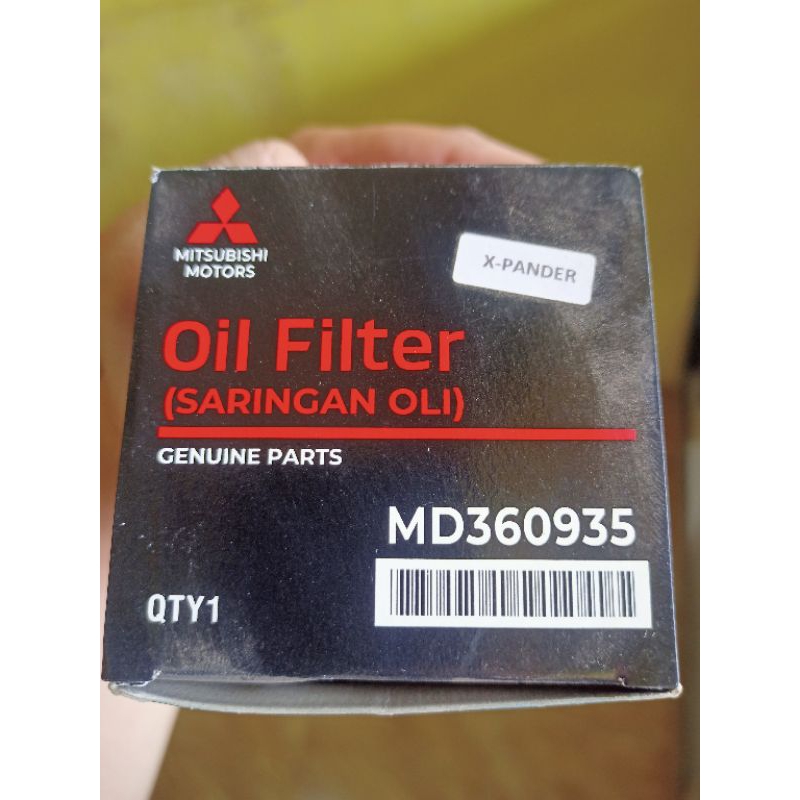 MITSUBISHI
MOTORS
X-PANDER
Oil Filter
(SARINGAN OLI)
GENUINE PARTS
MD360935
QTY1